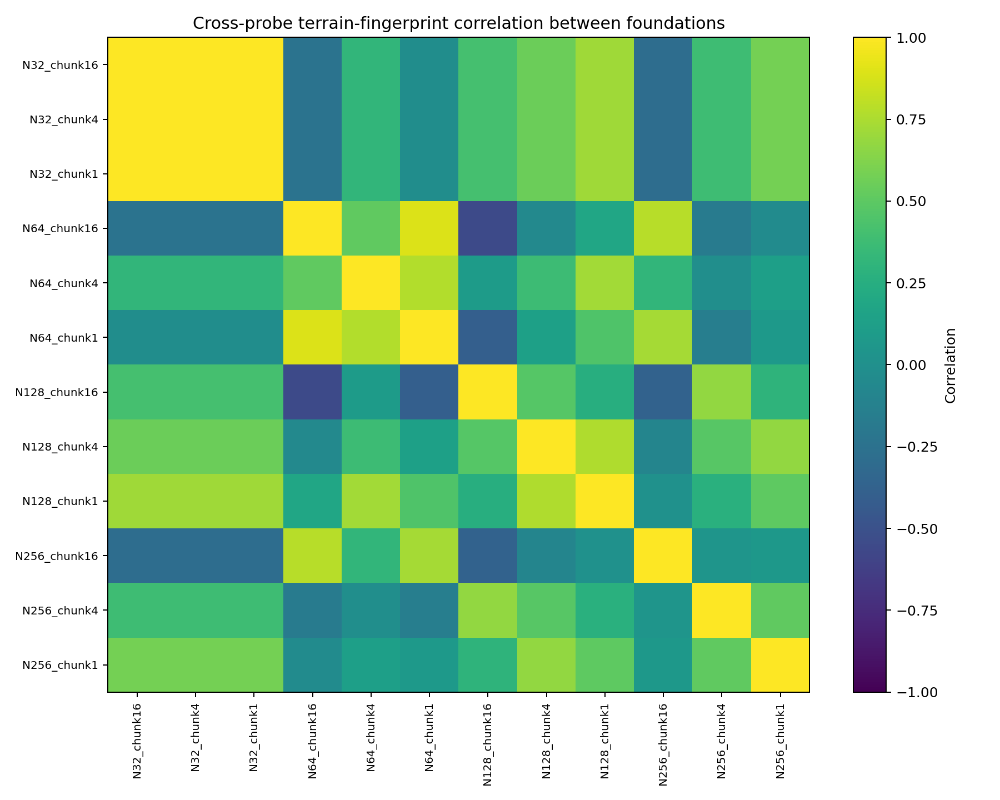 Cross-probe terrain-fingerprint correlation between foundations
N32_chunk16
N32_chunk4
N32_chunk1
N64_chunk16
N64_chunk4
N64_chunk1
N128_chunk16
N128_chunk4
N128_chunk1
N256_chunk16
N256_chunk4
N256_chunk1
N32_chunk16
N32_chunk4
N32_chunk1
N64_chunk16
N64_chunk4
N64_chunk1
N128_chunk16
N128_chunk4
N128_chunk1
N256_chunk16
N256_chunk4
N256_chunk1
1.00
0.75
0.50
0.25
0.00
−0.25
−0.50
−0.75
−1.00
Correlation